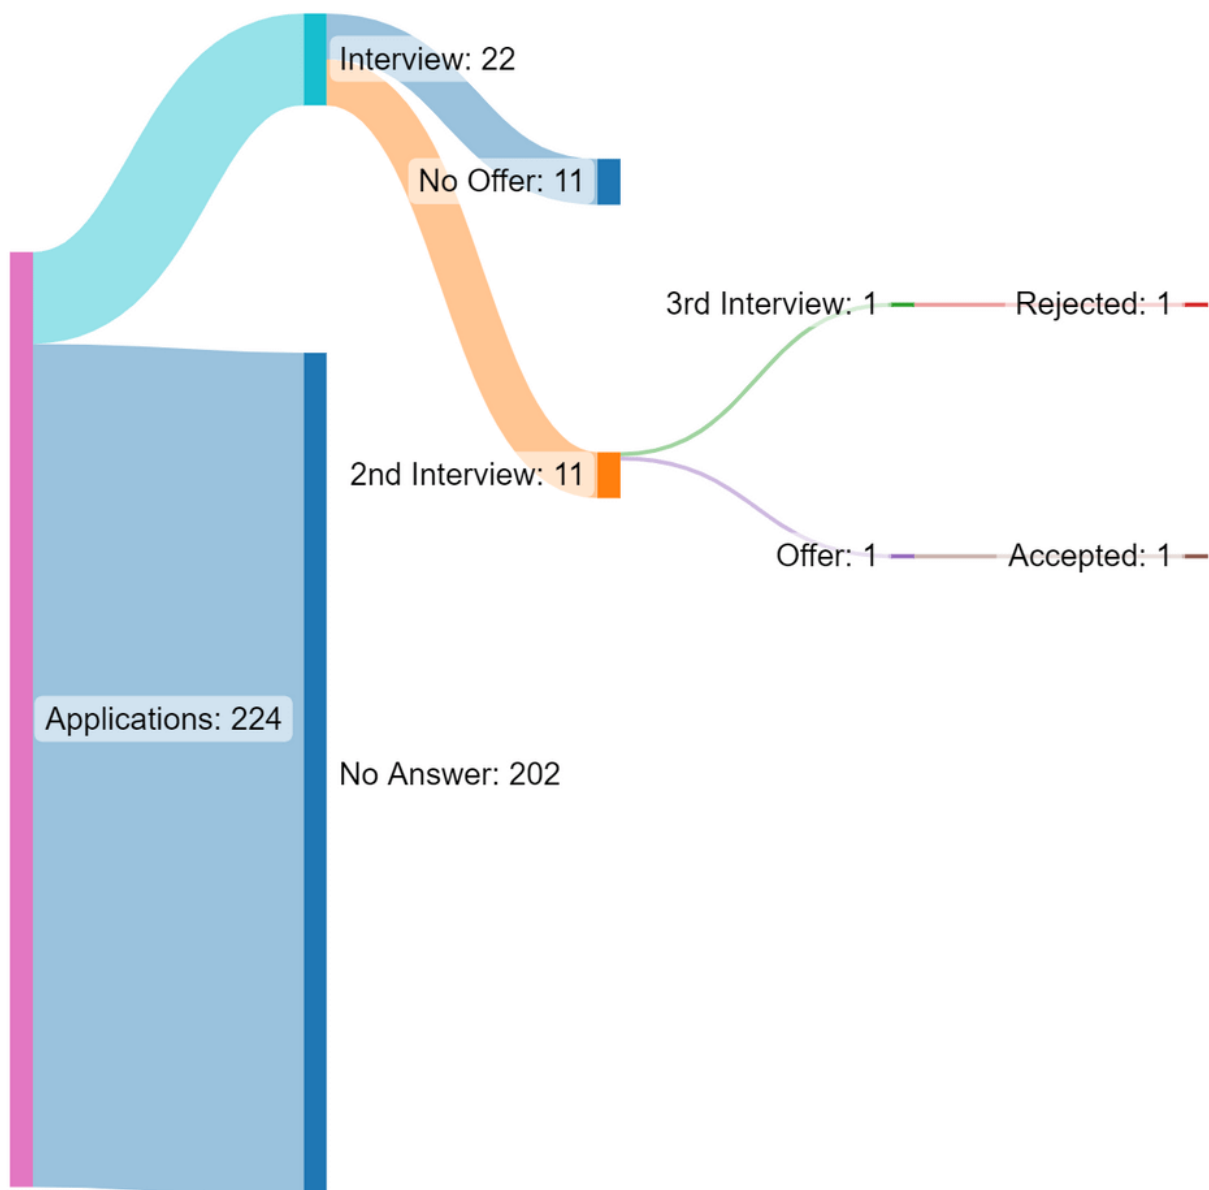 Interview: 22
No Offer: 11
3rd Interview: 1
Rejected: 1
2nd Interview: 11
Offer: 1
Accepted: 1
Applications: 224
No Answer: 202